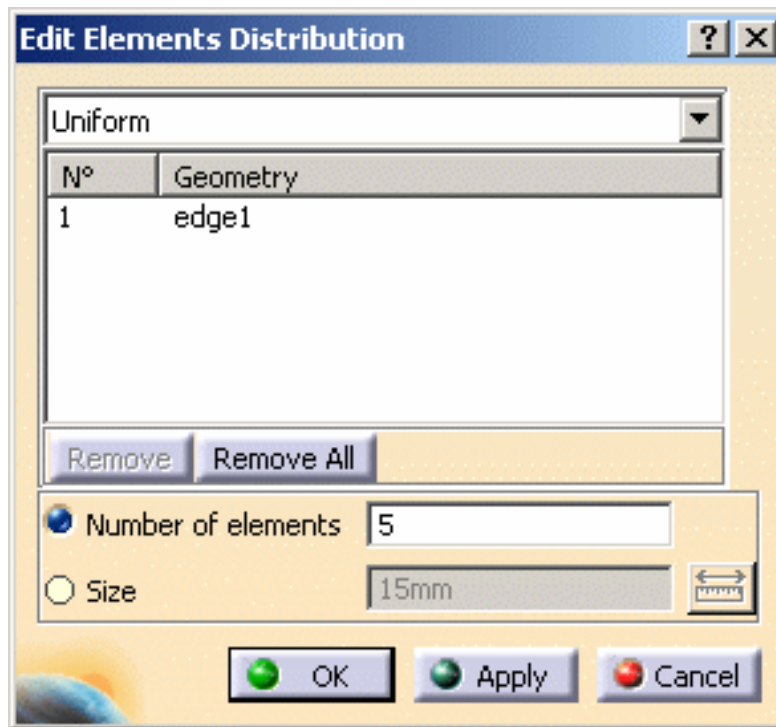 Edit Elements Distribution
Uniform
N° Geometry
1 edge1
Remove Remove All
Number of elements 5
Size 15mm
OK Apply Cancel